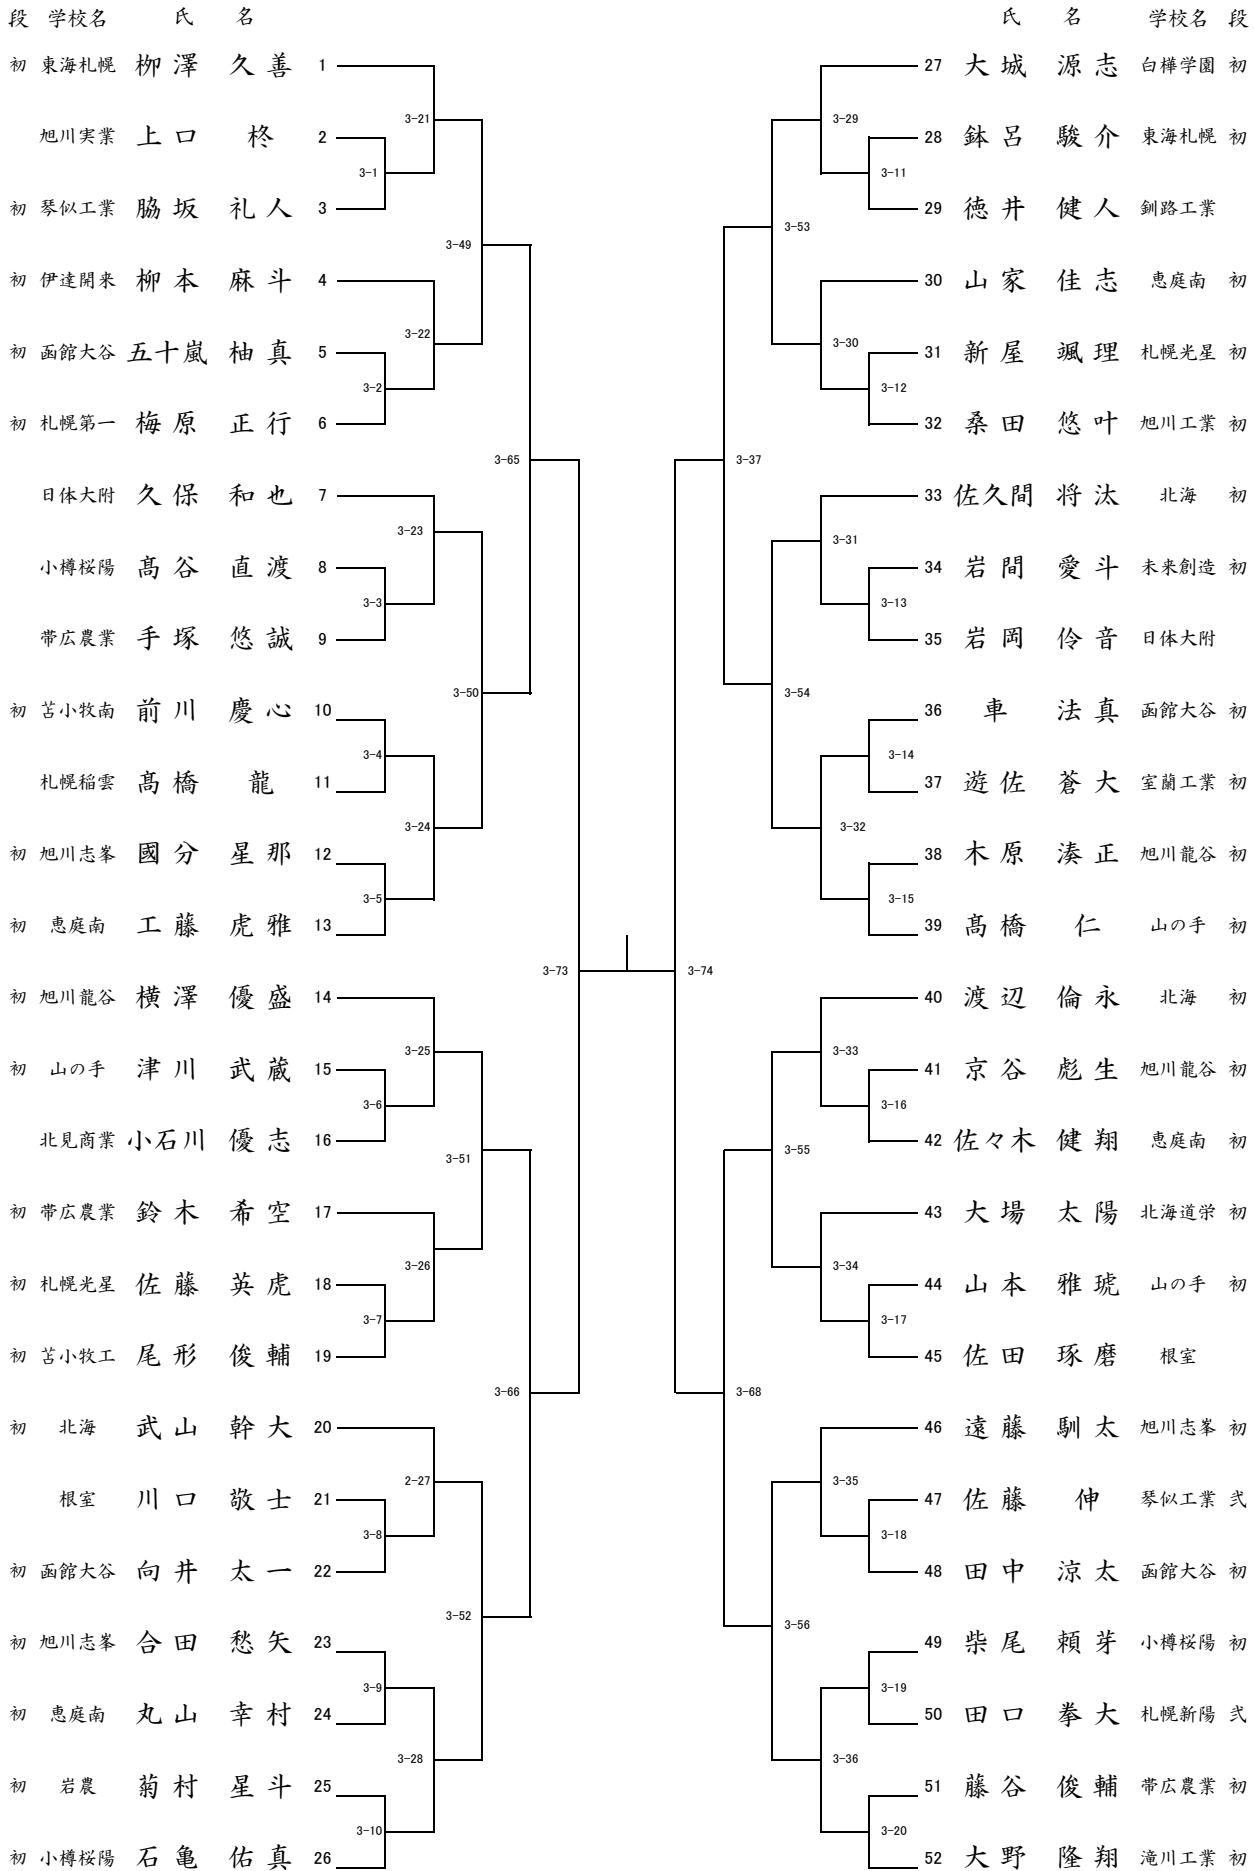 段 学校名 氏 名
初 東海札幌 栁澤 久善 1
3-21
旭川実業 上口 柊 2
3-1
初 琴似工業 脇坂 礼人 3
3-49
初 伊達開来 柳本 麻斗 4
3-22
初 函館大谷 五十嵐 柚真 5
3-2
初 札幌第一 梅原 正行 6
3-65
日体大附 久保 和也 7
3-23
小樽桜陽 髙谷 直渡 8
3-3
帯広農業 手塚 悠誠 9
3-50
初 苫小牧南 前川 慶心 10
3-4
札幌稲雲 髙橋 龍 11
3-24
初 旭川志峯 國分 星那 12
3-5
初 恵庭南 工藤 虎雅 13
3-73
初 旭川龍谷 横澤 優盛 14
3-25
初 山の手 津川 武蔵 15
3-6
北見商業 小石川 優志 16
3-51
初 帯広農業 鈴木 希空 17
3-26
初 札幌光星 佐藤 英虎 18
3-7
初 苫小牧工 尾形 俊輔 19
3-66
初 北海 武山 幹大 20
2-27
根室 川口 敬士 21
3-8
初 函館大谷 向井 太一 22
3-52
初 旭川志峯 合田 愁矢 23
3-9
初 恵庭南 丸山 幸村 24
3-28
初 岩農 菊村 星斗 25
3-10
初 小樽桜陽 石亀 佑真 26
氏 名 学校名 段
27 大城 源志 白樺学園 初
3-29
28 鉢呂 駿介 東海札幌 初
3-11
29 徳井 健人 釧路工業
3-53
30 山家 佳志 恵庭南 初
3-30
31 新屋 颯理 札幌光星 初
3-12
32 桑田 悠叶 旭川工業 初
3-37
33 佐久間 将汰 北海 初
3-31
34 岩間 愛斗 未来創造 初
3-13
35 岩岡 伶音 日体大附
3-54
36 車 法真 函館大谷 初
3-14
37 遊佐 蒼大 室蘭工業 初
3-32
38 木原 湊正 旭川龍谷 初
3-15
39 髙橋 仁 山の手 初
3-74
40 渡辺 倫永 北海 初
3-33
41 京谷 彪生 旭川龍谷 初
3-16
42 佐々木 健翔 恵庭南 初
3-55
43 大場 太陽 北海道栄 初
3-34
44 山本 雅琥 山の手 初
3-17
45 佐田 琢磨 根室
3-68
46 遠藤 馴太 旭川志峯 初
3-35
47 佐藤 伸 琴似工業 弐
3-18
48 田中 涼太 函館大谷 初
3-56
49 柴尾 頼芽 小樽桜陽 初
3-19
50 田口 拳大 札幌新陽 弐
3-36
51 藤谷 俊輔 帯広農業 初
3-20
52 大野 隆翔 滝川工業 初